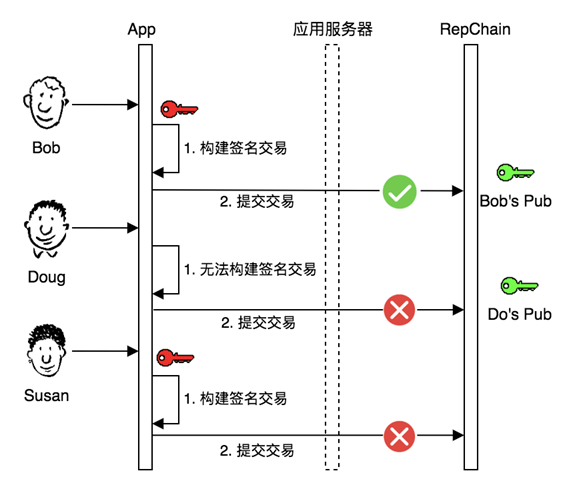 App
应用服务器
RepChain
Bob
1. 构建签名交易
2. 提交交易
Bob's Pub
Doug
1. 无法构建签名交易
2. 提交交易
Do's Pub
Susan
1. 构建签名交易
2. 提交交易